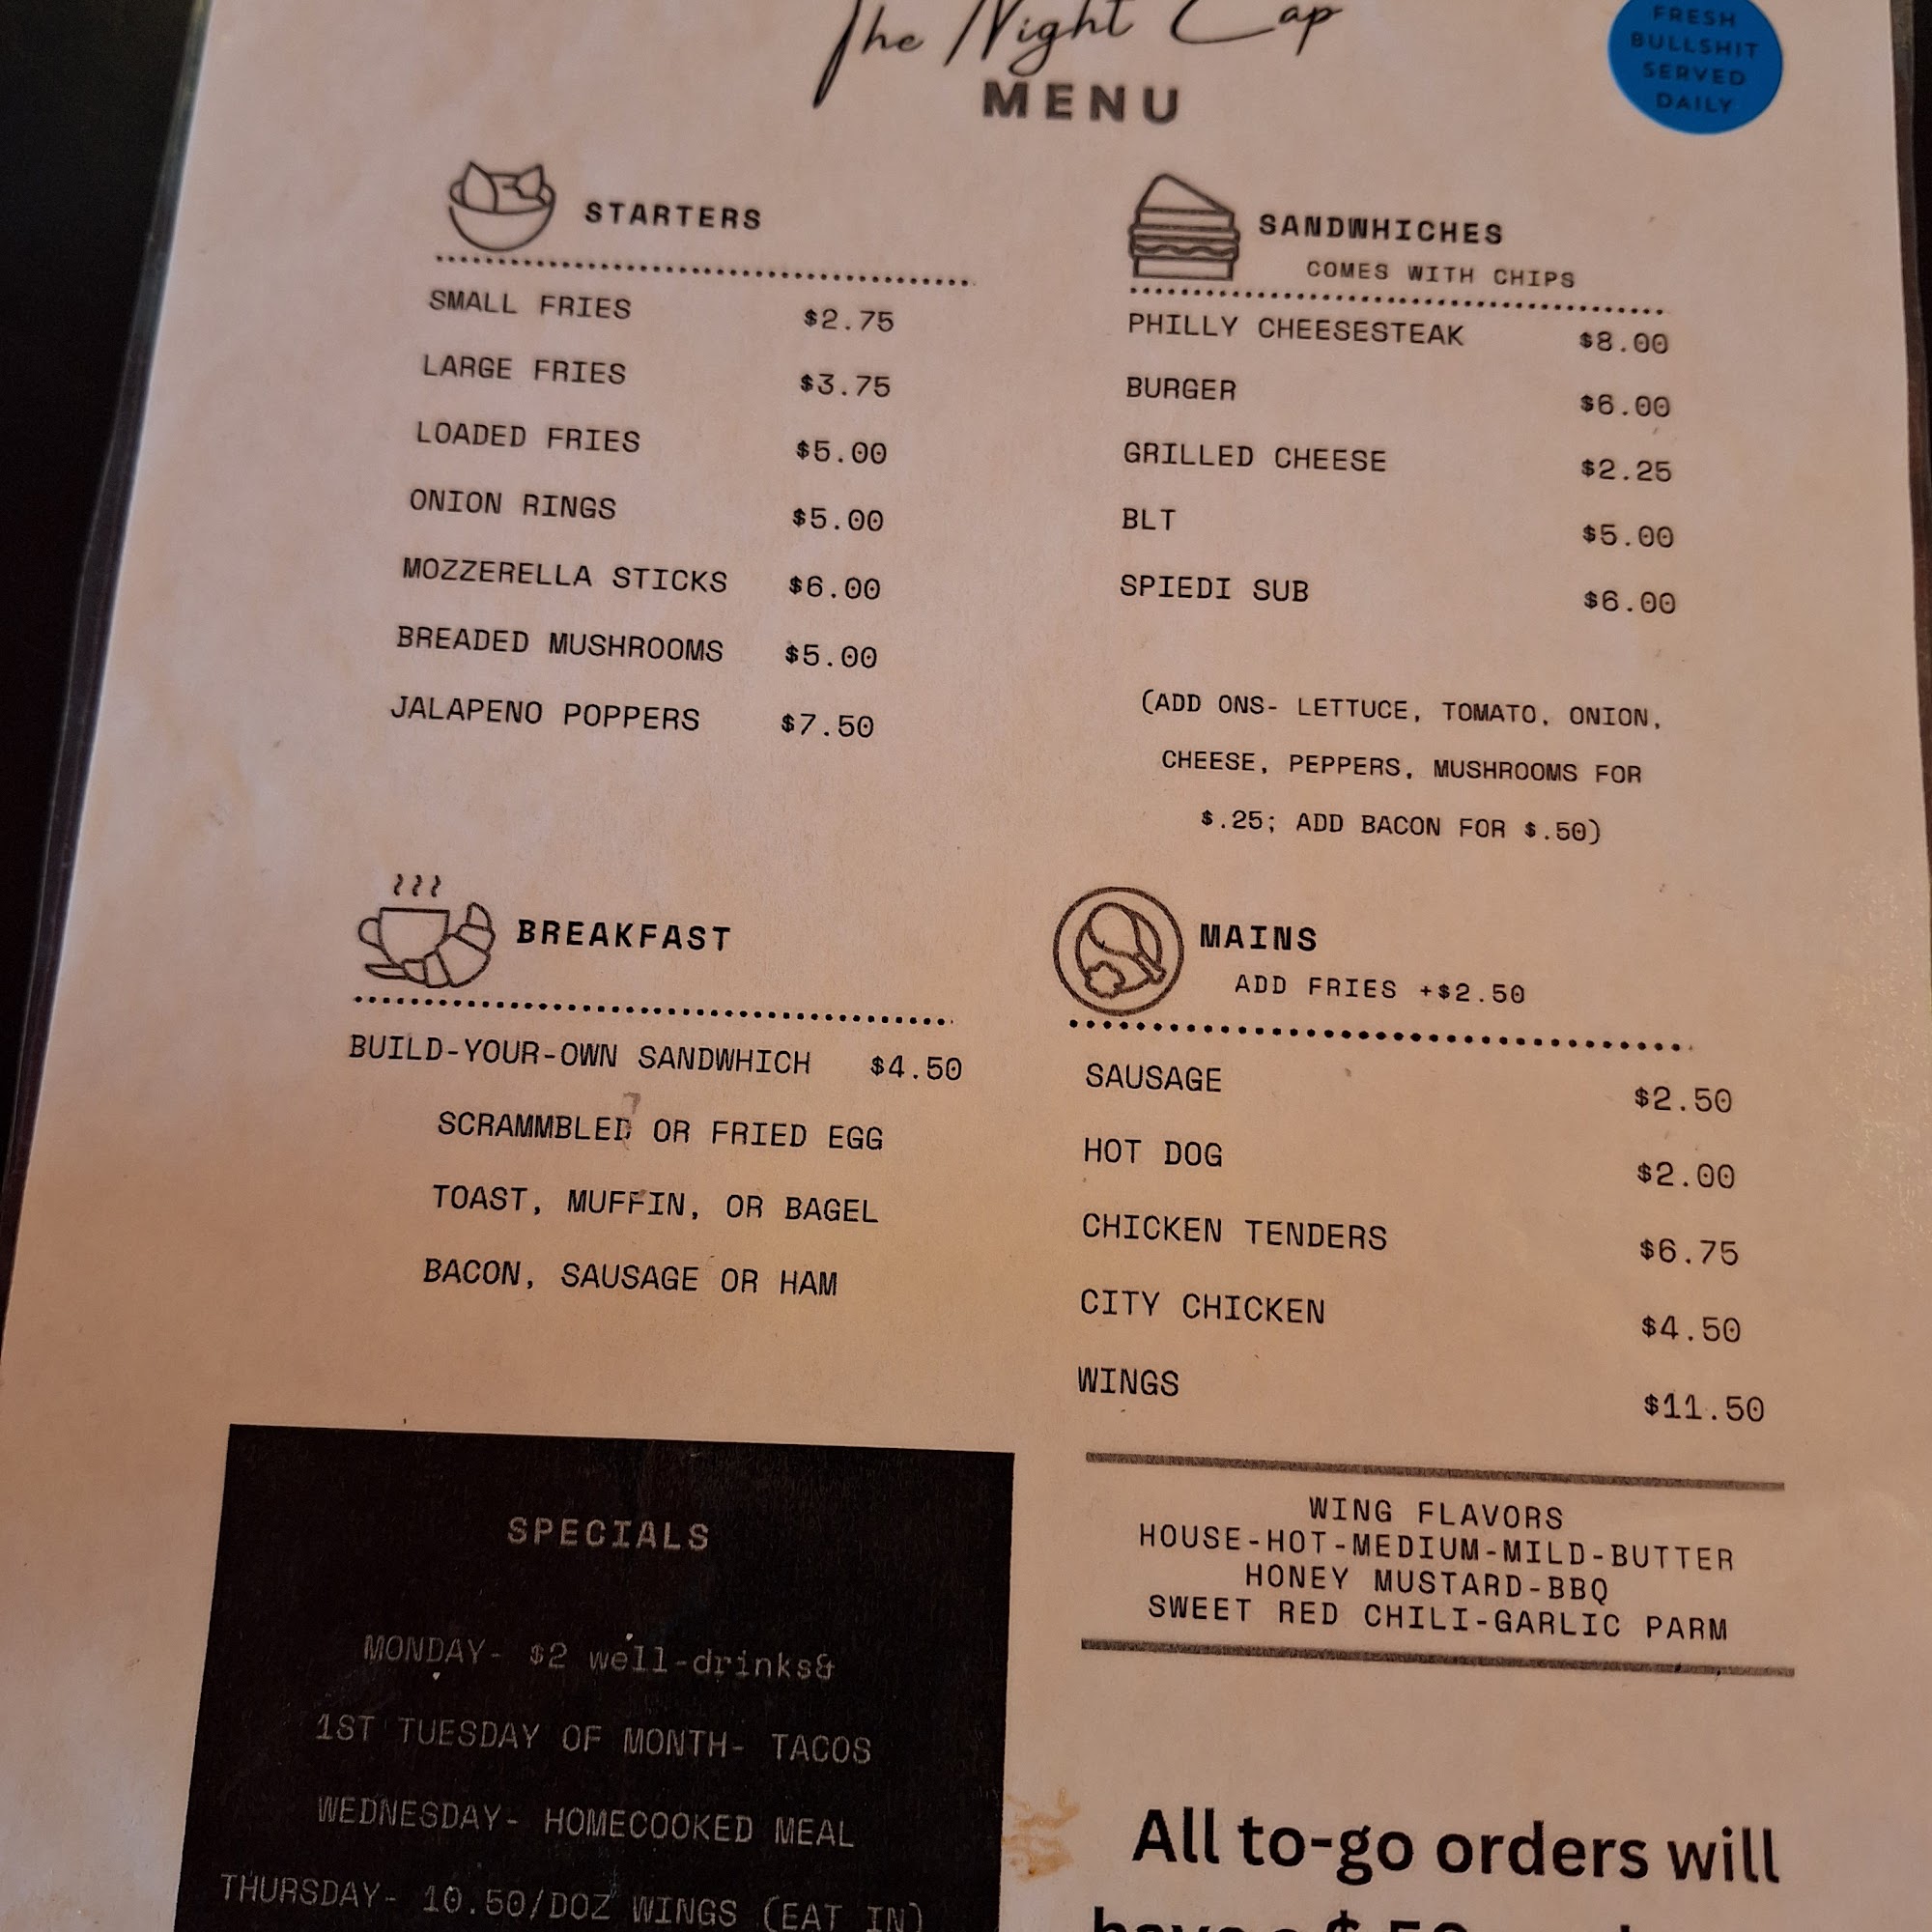 The Night Cap
MENU
FRESH
BULLSHIT
SERVED
DAILY
STARTERS
SMALL FRIES $2.75
LARGE FRIES $3.75
LOADED FRIES $5.00
ONION RINGS $5.00
MOZZERELLA STICKS $6.00
BREADED MUSHROOMS $5.00
JALAPENO POPPERS $7.50
SANDWHICHES
COMES WITH CHIPS
PHILLY CHEESESTEAK $8.00
BURGER $6.00
GRILLED CHEESE $2.25
BLT $5.00
SPIEDI SUB $6.00
(ADD ONS- LETTUCE, TOMATO, ONION,
CHEESE, PEPPERS, MUSHROOMS FOR
$.25; ADD BACON FOR $.50)
BREAKFAST
BUILD-YOUR-OWN SANDWHICH $4.50
SCRAMMBLED OR FRIED EGG
TOAST, MUFFIN, OR BAGEL
BACON, SAUSAGE OR HAM
MAINS
ADD FRIES +$2.50
SAUSAGE $2.50
HOT DOG $2.00
CHICKEN TENDERS $6.75
CITY CHICKEN $4.50
WINGS $11.50
WING FLAVORS
HOUSE-HOT-MEDIUM-MILD-BUTTER
HONEY MUSTARD-BBQ
SWEET RED CHILI-GARLIC PARM
SPECIALS
MONDAY- $2 well-drinks&
1ST TUESDAY OF MONTH- TACOS
WEDNESDAY- HOMECOOKED MEAL
THURSDAY- 10.50/DOZ WINGS (EAT IN)
All to-go orders will
have a $.50